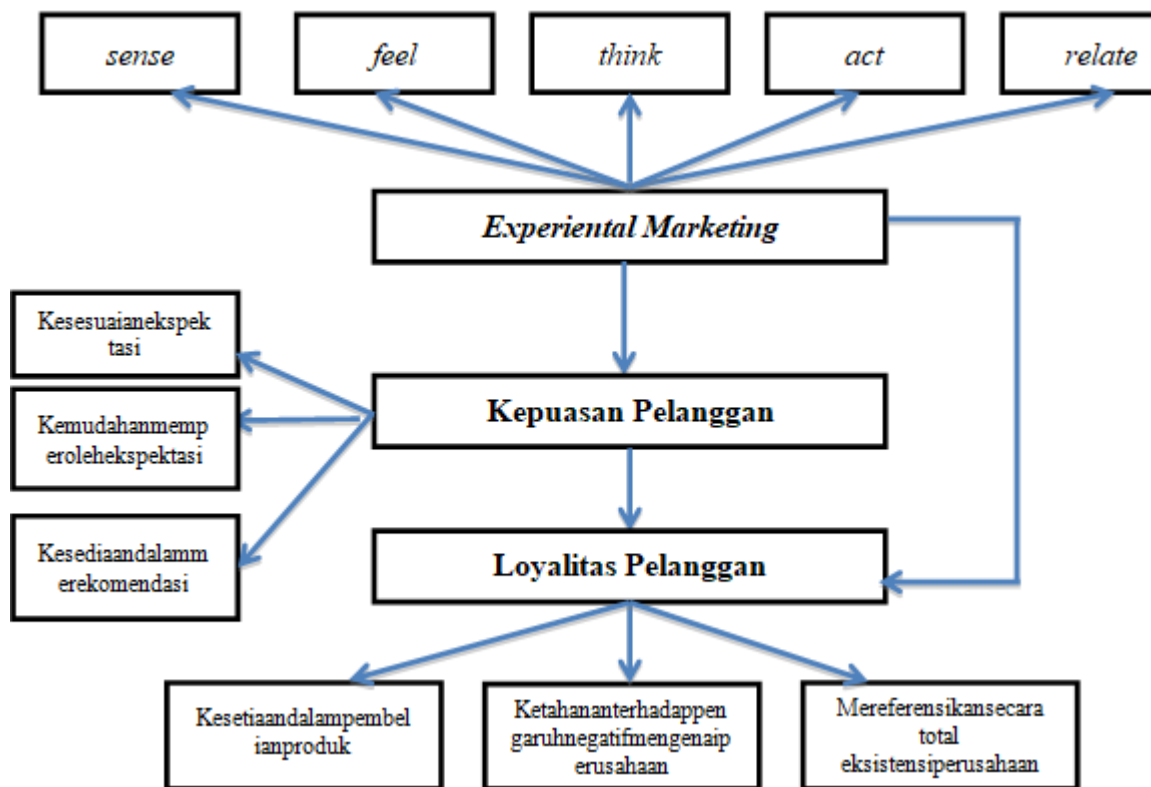 sense
feel
think
act
relate
Experiental Marketing
Kesesuaianekspek
tasi
Kemudahanmemp
erolehekspektasi
Kesediaandalamm
erekomendasi
Kepuasan Pelanggan
Loyalitas Pelanggan
Kesetiaandalampembel
ianproduk
Ketahananterhadappen
garuhnegatifmengenaip
erusahaan
Mereferensikansecara
total
eksistensiperusahaan